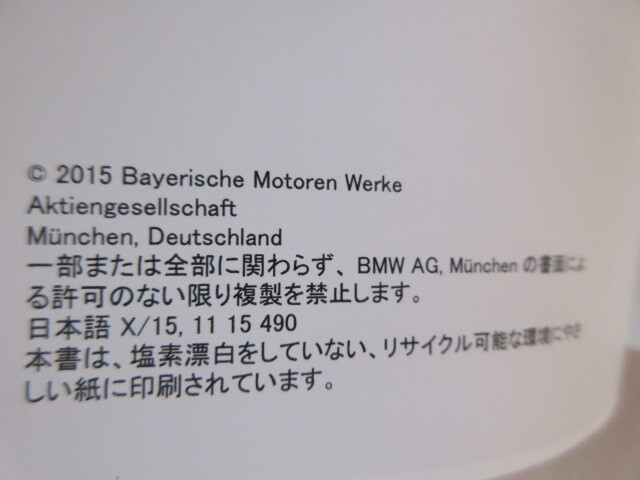 © 2015 Bayerische Motoren Werke
Aktiengesellschaft
München, Deutschland
一部または全部に関わらず、BMW AG, München の書面によ
る許可のない限り複製を禁止します。
日本語 X/15, 11 15 490
本書は、塩素漂白をしていない、リサイクル可能な環境にやさ
しい紙に印刷されています。